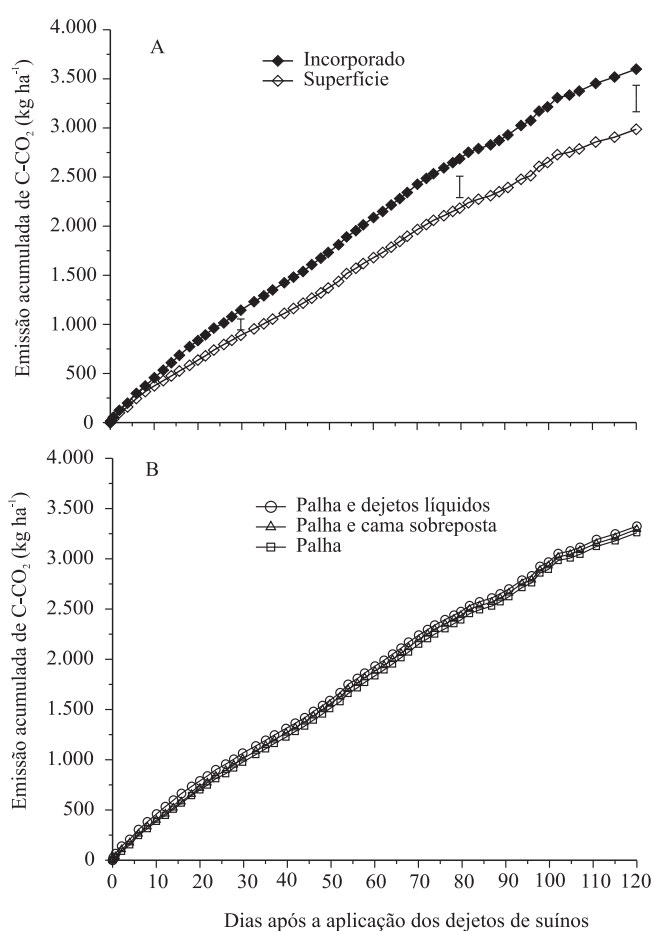 A
Incorporado
Superfície
Emissão acumulada de C-CO₂ (kg ha⁻¹)
4.000
3.500
3.000
2.500
2.000
1.500
1.000
500
0
B
Palha e dejetos líquidos
Palha e cama sobreposta
Palha
Emissão acumulada de C-CO₂ (kg ha⁻¹)
4.000
3.500
3.000
2.500
2.000
1.500
1.000
500
0
0 10 20 30 40 50 60 70 80 90 100 110 120
Dias após a aplicação dos dejetos de suínos